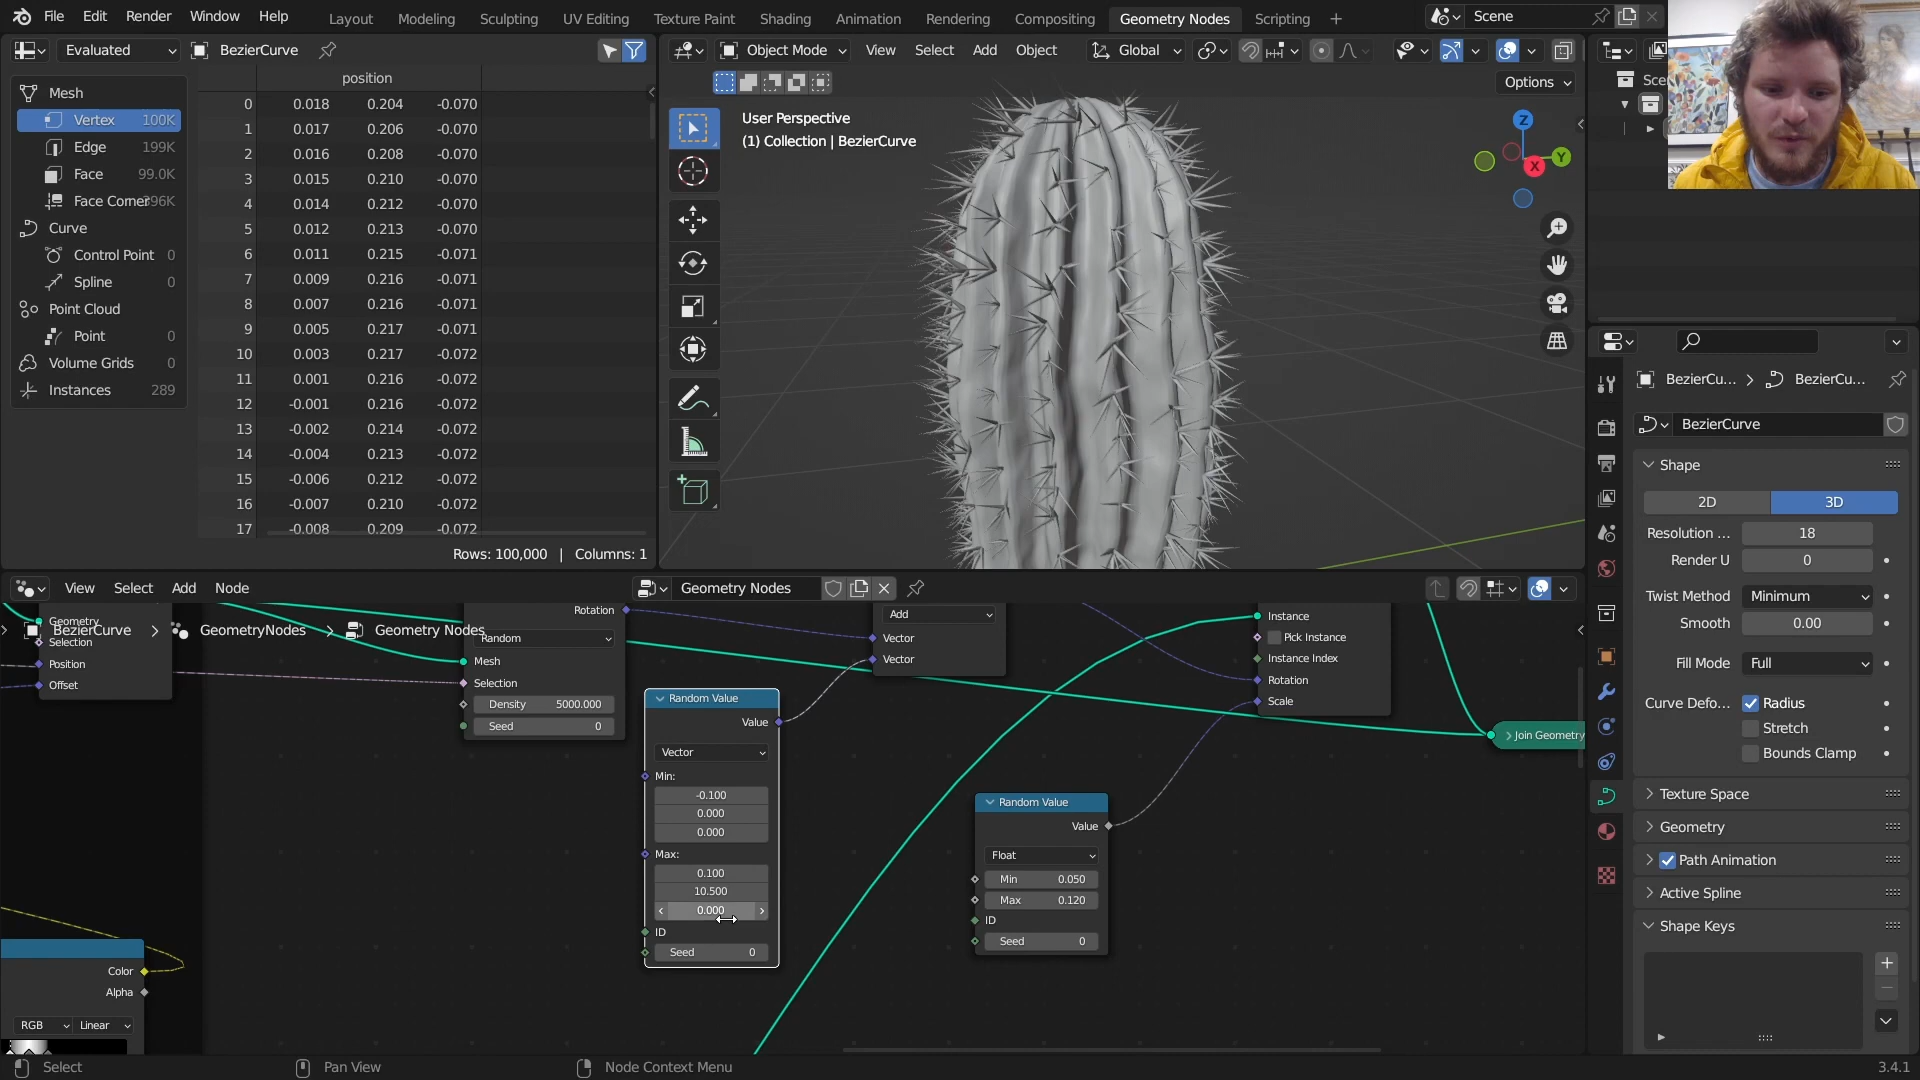 File Edit Render Window Help
Layout Modeling Sculpting UV Editing Texture Paint Shading Animation Rendering Compositing Geometry Nodes Scripting +
Scene
Evaluated BezierCurve
Object Mode View Select Add Object Global
Options
position
Mesh
Vertex 100K
Edge 199K
Face 99.0K
Face Corner 396K
Curve
Control Point 0
Spline 0
Point Cloud
Point 0
Volume Grids 0
Instances 289
0 0.018 0.204 -0.070
1 0.017 0.206 -0.070
2 0.016 0.208 -0.070
3 0.015 0.210 -0.070
4 0.014 0.212 -0.070
5 0.012 0.213 -0.070
6 0.011 0.215 -0.071
7 0.009 0.216 -0.071
8 0.007 0.216 -0.071
9 0.005 0.217 -0.071
10 0.003 0.217 -0.072
11 0.001 0.216 -0.072
12 -0.001 0.216 -0.072
13 -0.002 0.214 -0.072
14 -0.004 0.213 -0.072
15 -0.006 0.212 -0.072
16 -0.007 0.210 -0.072
17 -0.008 0.209 -0.072
Rows: 100,000 | Columns: 1
User Perspective
(1) Collection | BezierCurve
Z
Y
X
Sce
BezierCu... > BezierCu...
BezierCurve
Shape
2D 3D
Resolution ... 18
Render U 0
Twist Method Minimum
Smooth 0.00
Fill Mode Full
Curve Defo... Radius
Stretch
Bounds Clamp
Texture Space
Geometry
Path Animation
Active Spline
Shape Keys
View Select Add Node
Geometry Nodes
BezierCurve > GeometryNodes > Geometry Nodes
Geometry
Selection
Position
Offset
Rotation
Random
Mesh
Selection
Density 5000.000
Seed 0
Random Value
Value
Vector
Min:
-0.100
0.000
0.000
Max:
0.100
10.500
0.000
ID
Seed 0
Add
Vector
Vector
Random Value
Value
Float
Min 0.050
Max 0.120
ID
Seed 0
Instance
Pick Instance
Instance Index
Rotation
Scale
Join Geometry
Color
Alpha
RGB Linear
Select
Pan View
Node Context Menu
3.4.1